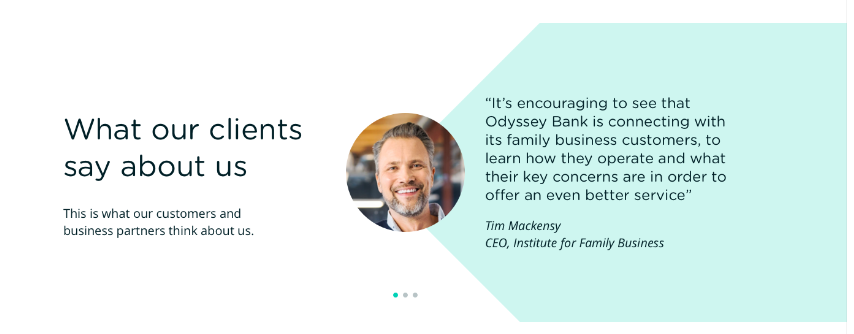 What our clients
say about us
This is what our customers and
business partners think about us.
“It’s encouraging to see that
Odyssey Bank is connecting with
its family business customers, to
learn how they operate and what
their key concerns are in order to
offer an even better service”
Tim Mackensy
CEO, Institute for Family Business